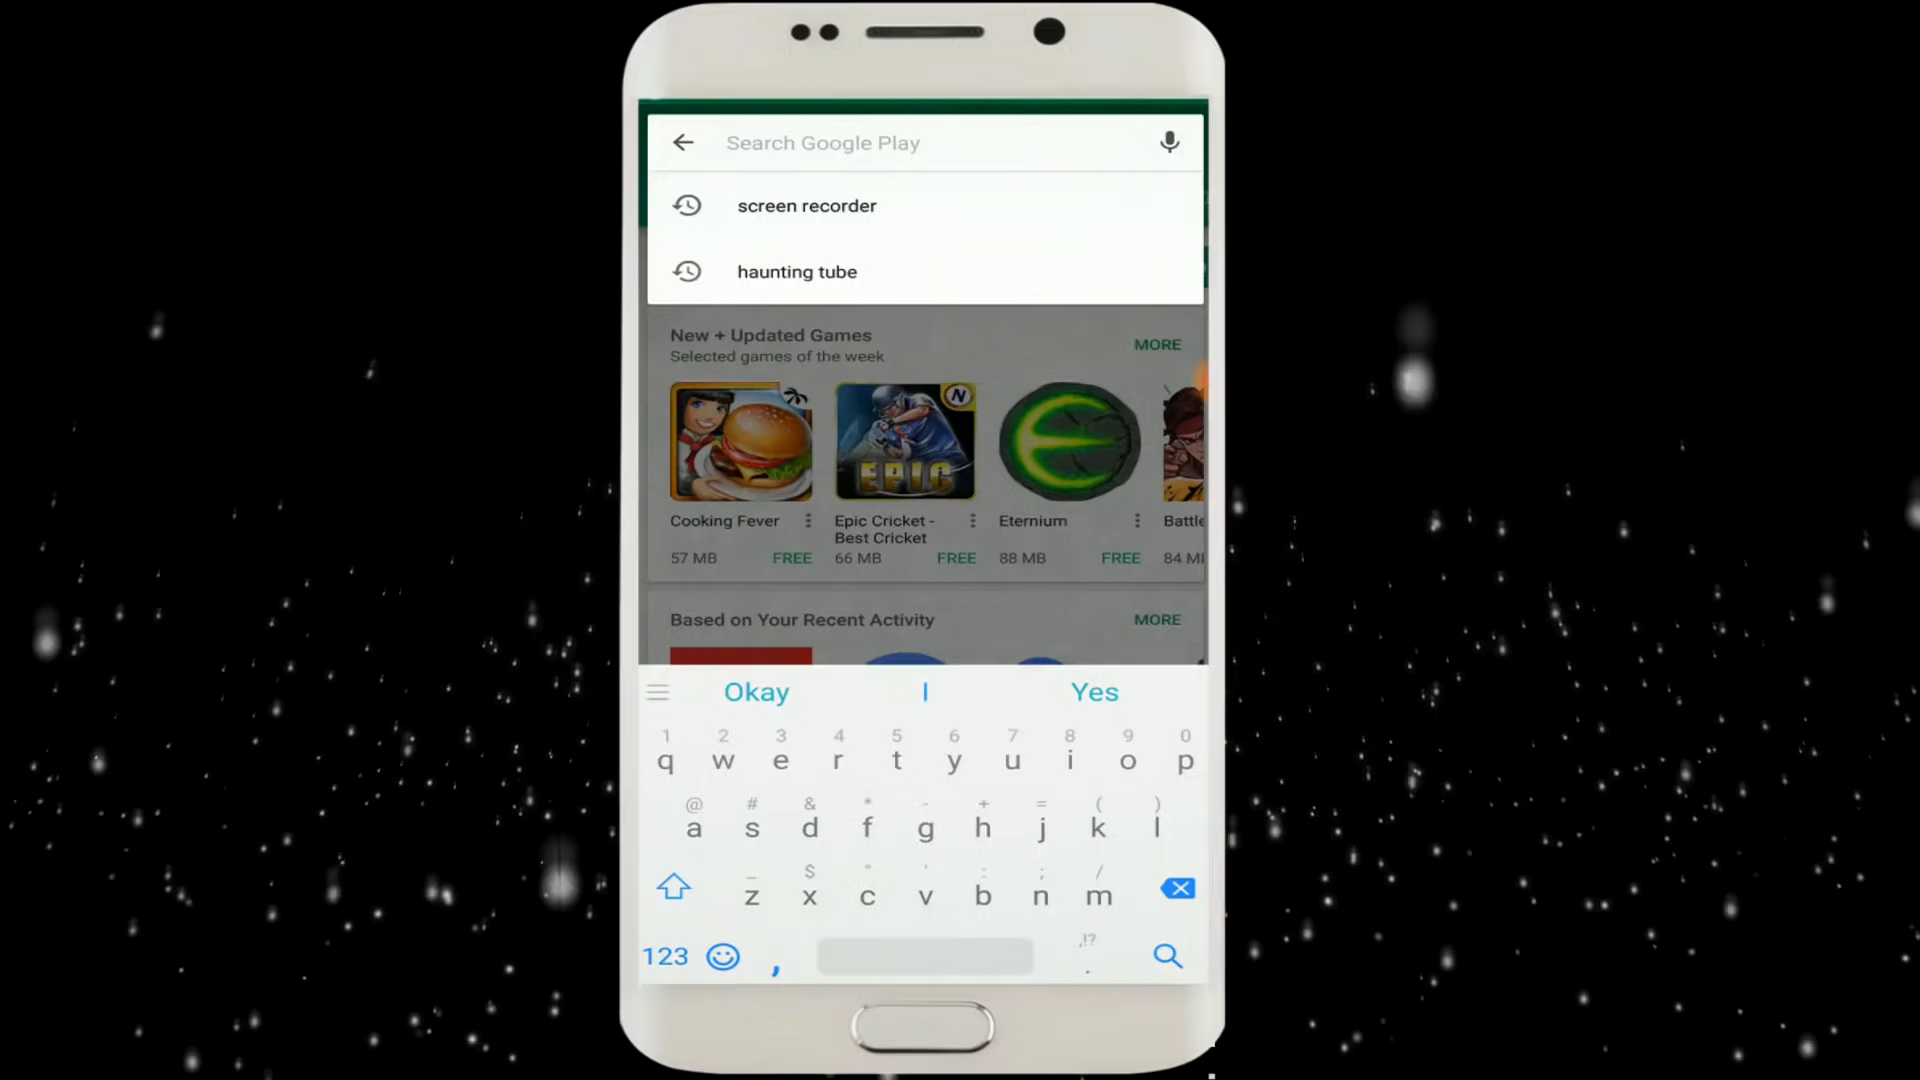 Search Google Play
screen recorder
haunting tube
New + Updated Games
MORE
Selected games of the week
N
EPIC
Cooking Fever
Epic Cricket -
Best Cricket
Eternium
Battle
57 MB FREE
66 MB FREE
88 MB FREE
84 M
Based on Your Recent Activity
MORE
Okay I Yes
1 2 3 4 5 6 7 8 9 0
q w e r t y u i o p
@ # & * - + = ( )
a s d f g h j k l
_ $ " ' : ; /
z x c v b n m
123 , ,!? .